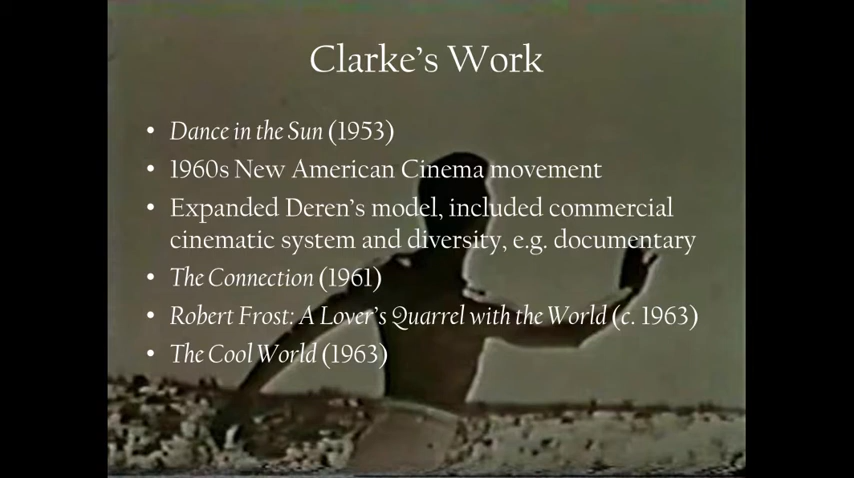 Clarke's Work
• Dance in the Sun (1953)
• 1960s New American Cinema movement
• Expanded Deren's model, included commercial
cinematic system and diversity, e.g. documentary
• The Connection (1961)
• Robert Frost: A Lover's Quarrel with the World (c. 1963)
• The Cool World (1963)